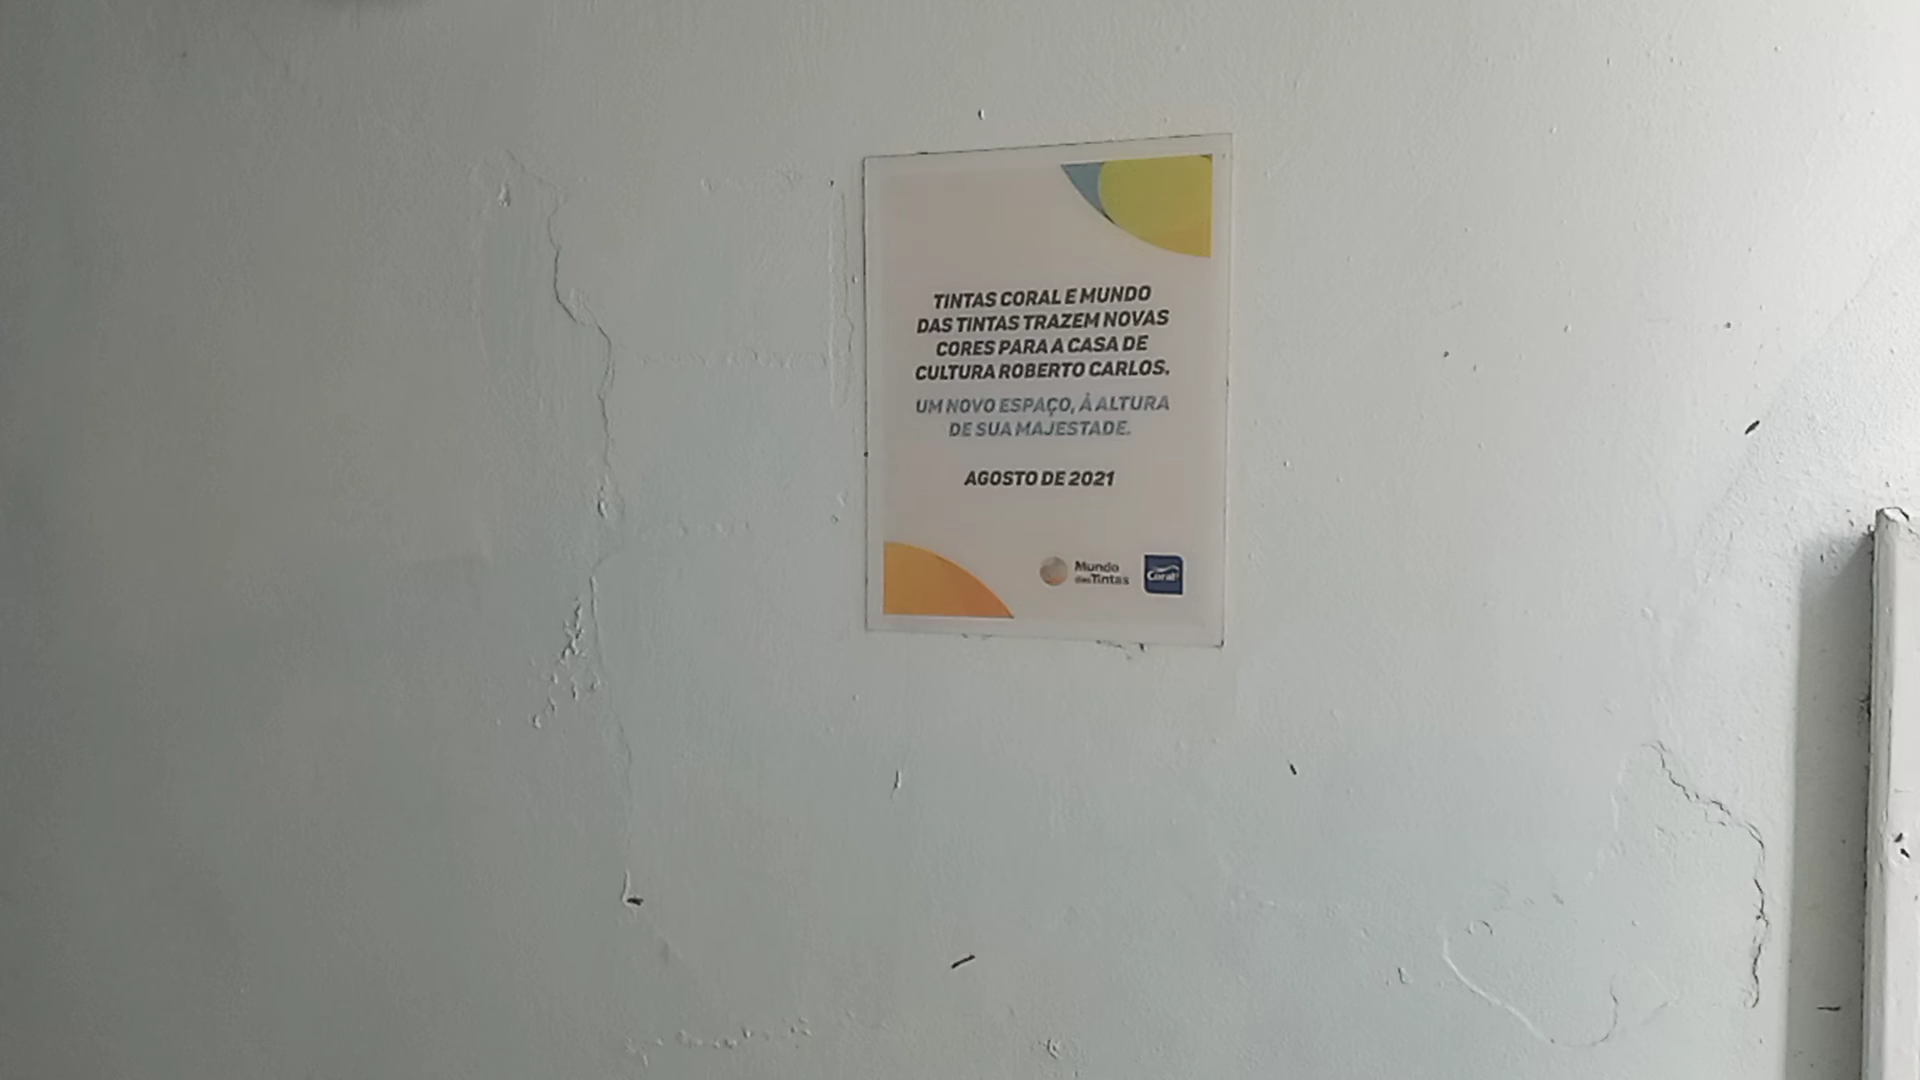 TINTAS CORAL E MUNDO
DAS TINTAS TRAZEM NOVAS
CORES PARA A CASA DE
CULTURA ROBERTO CARLOS.
UM NOVO ESPAÇO, À ALTURA
DE SUA MAJESTADE.
AGOSTO DE 2021
Mundo
das Tintas
Coral